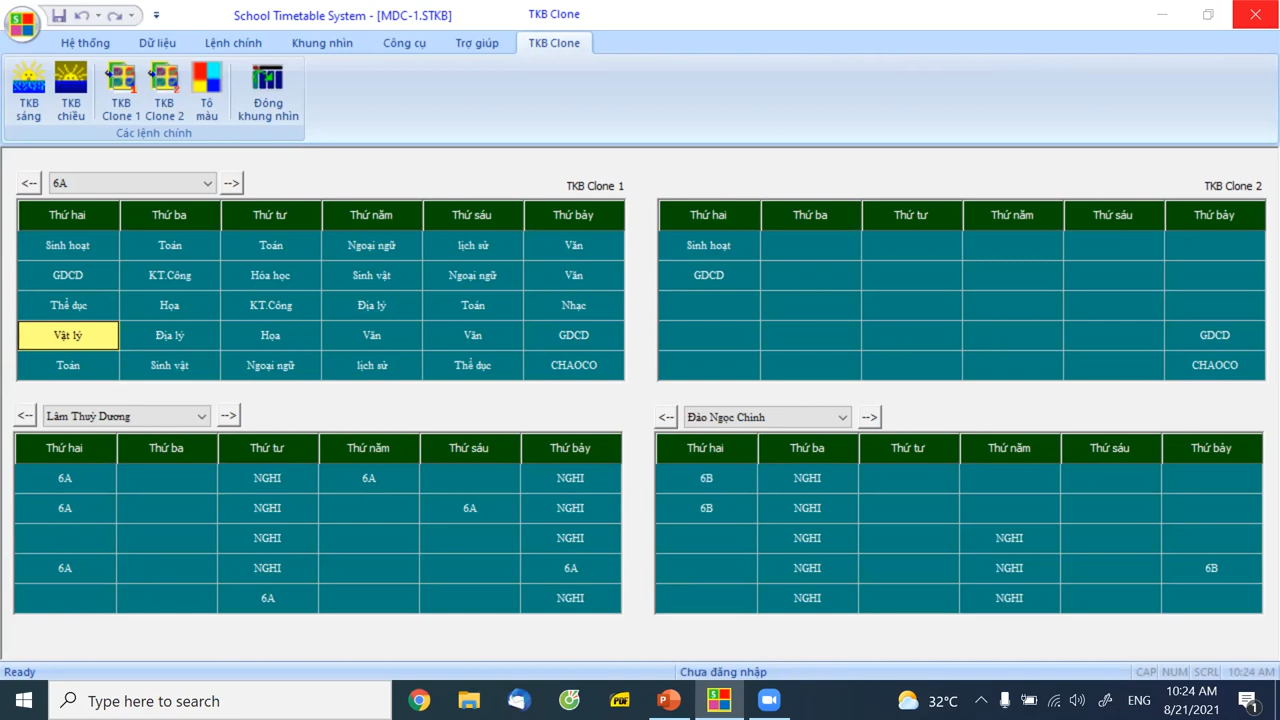 School Timetable System - [MDC-1.STKB]
TKB Clone
Hệ thống Dữ liệu Lệnh chính Khung nhìn Công cụ Trợ giúp TKB Clone
TKB sáng
TKB chiều
TKB Clone 1
TKB Clone 2
Tô màu
Đóng khung nhìn
Các lệnh chính
<-- 6A -->
TKB Clone 1
Thứ hai Thứ ba Thứ tư Thứ năm Thứ sáu Thứ bảy
Sinh hoạt Toán Toán Ngoại ngữ lịch sử Văn
GDCD KT.Công Hóa học Sinh vật Ngoại ngữ Văn
Thể dục Họa KT.Công Địa lý Toán Nhạc
Vật lý Địa lý Họa Văn Văn GDCD
Toán Sinh vật Ngoại ngữ lịch sử Thể dục CHAOCO
TKB Clone 2
Thứ hai Thứ ba Thứ tư Thứ năm Thứ sáu Thứ bảy
Sinh hoạt
GDCD
GDCD
CHAOCO
<-- Lâm Thuỳ Dương -->
Thứ hai Thứ ba Thứ tư Thứ năm Thứ sáu Thứ bảy
6A NGHI 6A NGHI
6A NGHI 6A NGHI
NGHI NGHI
6A NGHI 6A
6A NGHI
<-- Đào Ngọc Chinh -->
Thứ hai Thứ ba Thứ tư Thứ năm Thứ sáu Thứ bảy
6B NGHI
6B NGHI
NGHI NGHI
NGHI NGHI 6B
NGHI NGHI
Ready
Chưa đăng nhập
CAP NUM SCRL 10:24 AM
Type here to search
PDF
32°C
ENG
10:24 AM
8/21/2021
1